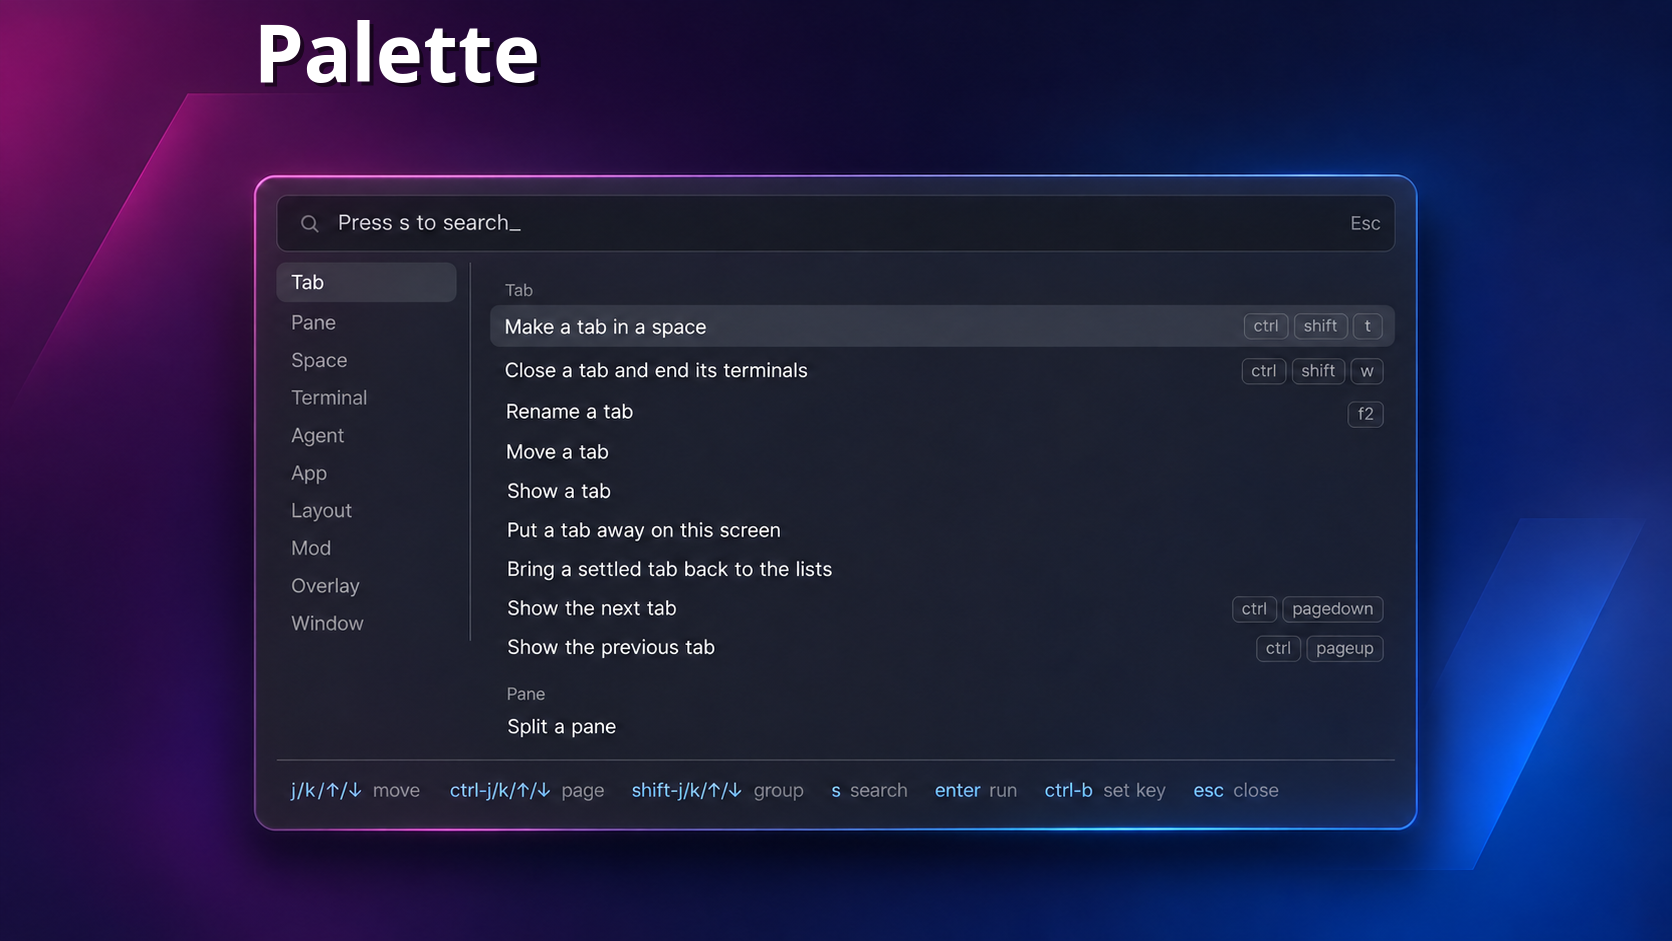 Palette
Press s to search_ Esc
Tab
Pane
Space
Terminal
Agent
App
Layout
Mod
Overlay
Window
Tab
Make a tab in a space ctrl shift t
Close a tab and end its terminals ctrl shift w
Rename a tab f2
Move a tab
Show a tab
Put a tab away on this screen
Bring a settled tab back to the lists
Show the next tab ctrl pagedown
Show the previous tab ctrl pageup
Pane
Split a pane
j/k/↑/↓ move ctrl-j/k/↑/↓ page shift-j/k/↑/↓ group s search enter run ctrl-b set key esc close